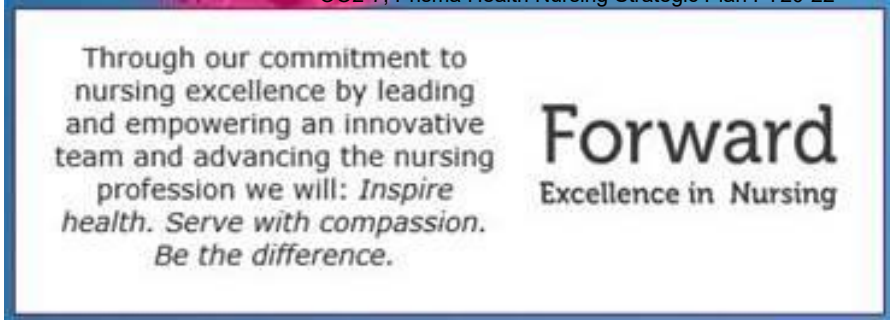 Through our commitment to
nursing excellence by leading
and empowering an innovative
team and advancing the nursing
profession we will: Inspire
health. Serve with compassion.
Be the difference.
Forward
Excellence in Nursing